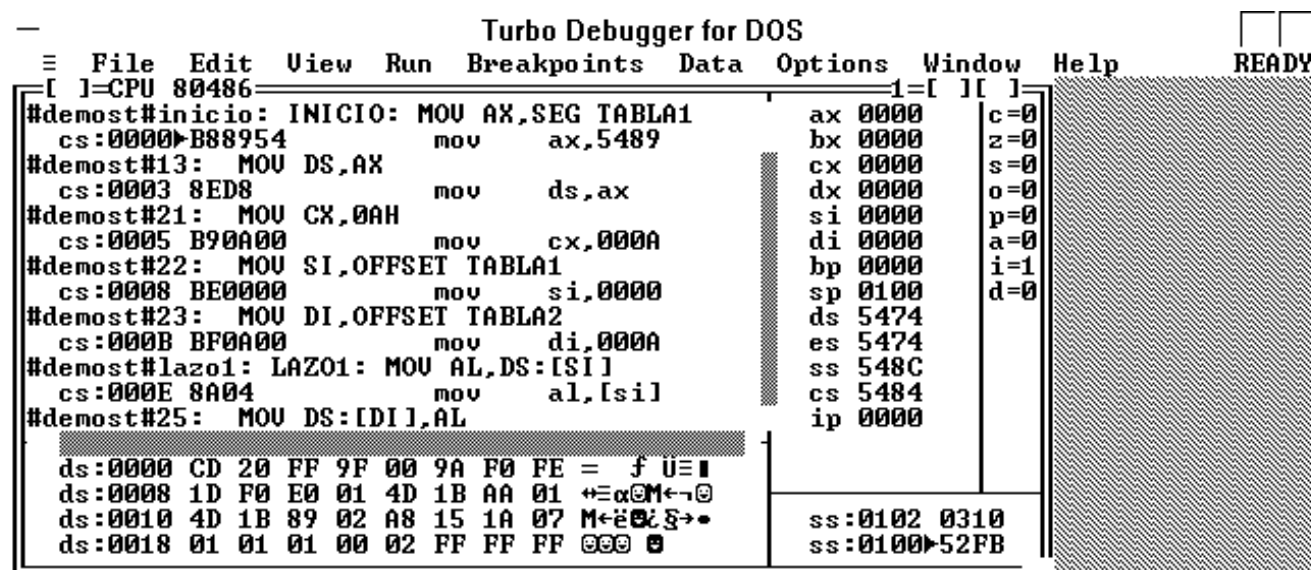 Turbo Debugger for DOS
≡ File Edit View Run Breakpoints Data Options Window Help READY
[ ]=CPU 80486 1=[ ][ ]
#demost#inicio: INICIO: MOV AX,SEG TABLA1 ax 0000 c=0
cs:0000►B88954 mov ax,5489 bx 0000 z=0
#demost#13: MOV DS,AX cx 0000 s=0
cs:0003 8ED8 mov ds,ax dx 0000 o=0
#demost#21: MOV CX,0AH si 0000 p=0
cs:0005 B90A00 mov cx,000A di 0000 a=0
#demost#22: MOV SI,OFFSET TABLA1 bp 0000 i=1
cs:0008 BE0000 mov si,0000 sp 0100 d=0
#demost#23: MOV DI,OFFSET TABLA2 ds 5474
cs:000B BF0A00 mov di,000A es 5474
#demost#lazo1: LAZO1: MOV AL,DS:[SI] ss 548C
cs:000E 8A04 mov al,[si] cs 5484
#demost#25: MOV DS:[DI],AL ip 0000
ds:0000 CD 20 FF 9F 00 9A F0 FE = ƒ Ü≡■
ds:0008 1D F0 E0 01 4D 1B AA 01 ↔≡α☺M←¬☺
ds:0010 4D 1B 89 02 A8 15 1A 07 M←ë☻¿§→• ss:0102 0310
ds:0018 01 01 01 00 02 FF FF FF ☺☺☺ ☻ ss:0100►52FB